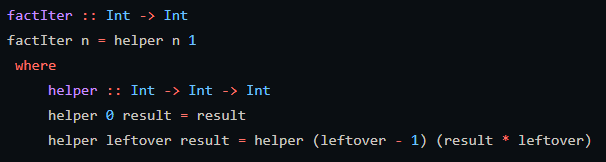 factIter :: Int -> Int
factIter n = helper n 1
where
helper :: Int -> Int -> Int
helper 0 result = result
helper leftover result = helper (leftover - 1) (result * leftover)